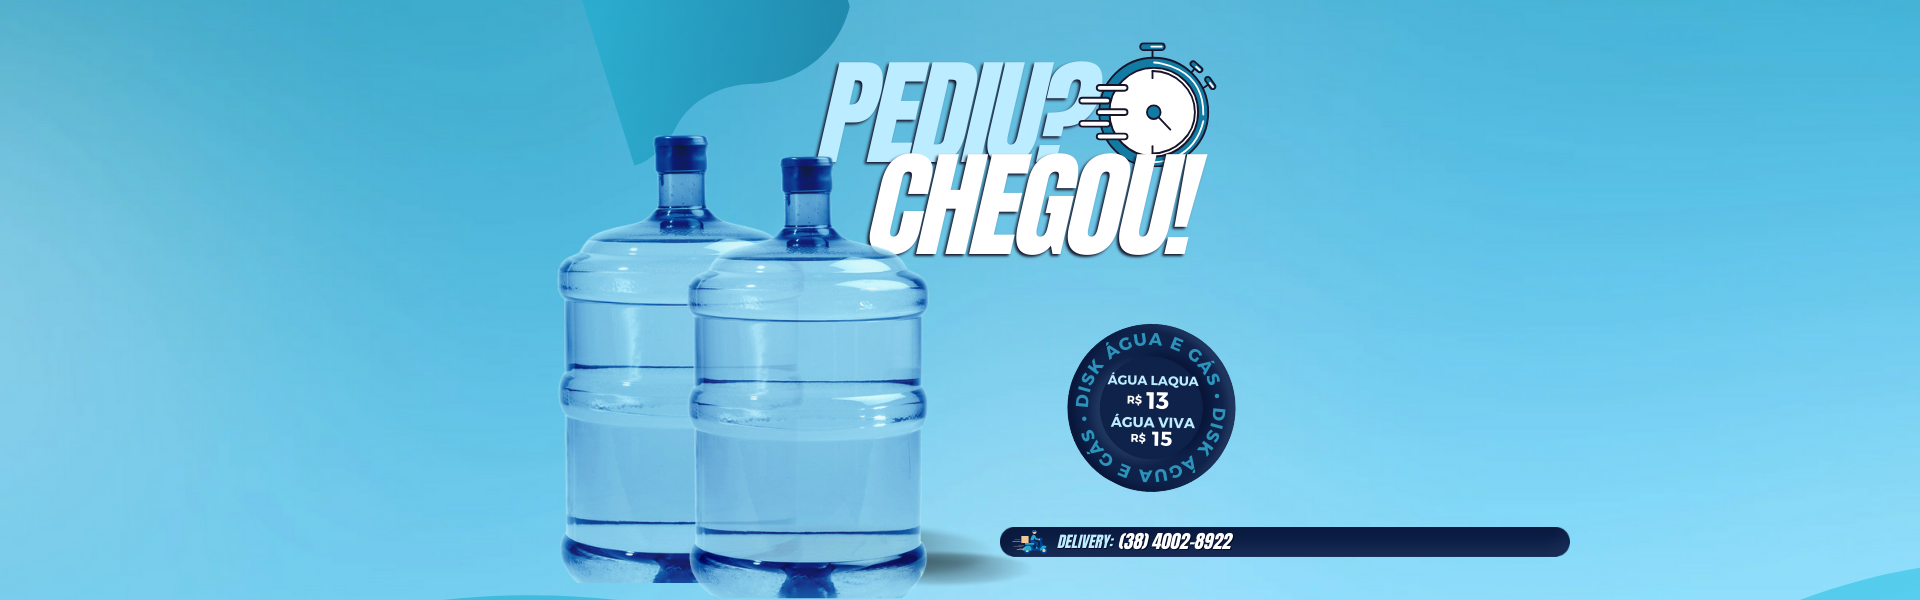 PEDIU?
CHEGOU!
DISK ÁGUA E GÁS • DISK ÁGUA E GÁS •
ÁGUA LAQUA
R$ 13
ÁGUA VIVA
R$ 15
DELIVERY: (38) 4002-8922